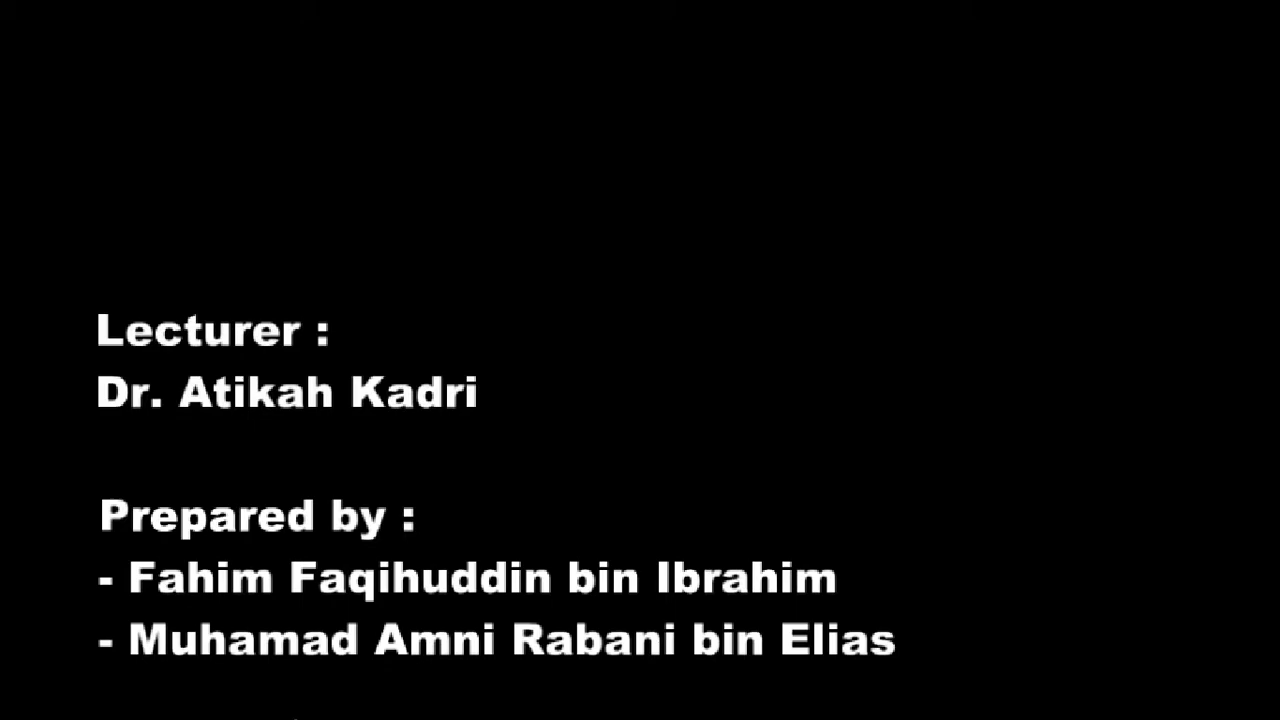 Lecturer :
Dr. Atikah Kadri
Prepared by :
- Fahim Faqihuddin bin Ibrahim
- Muhamad Amni Rabani bin Elias